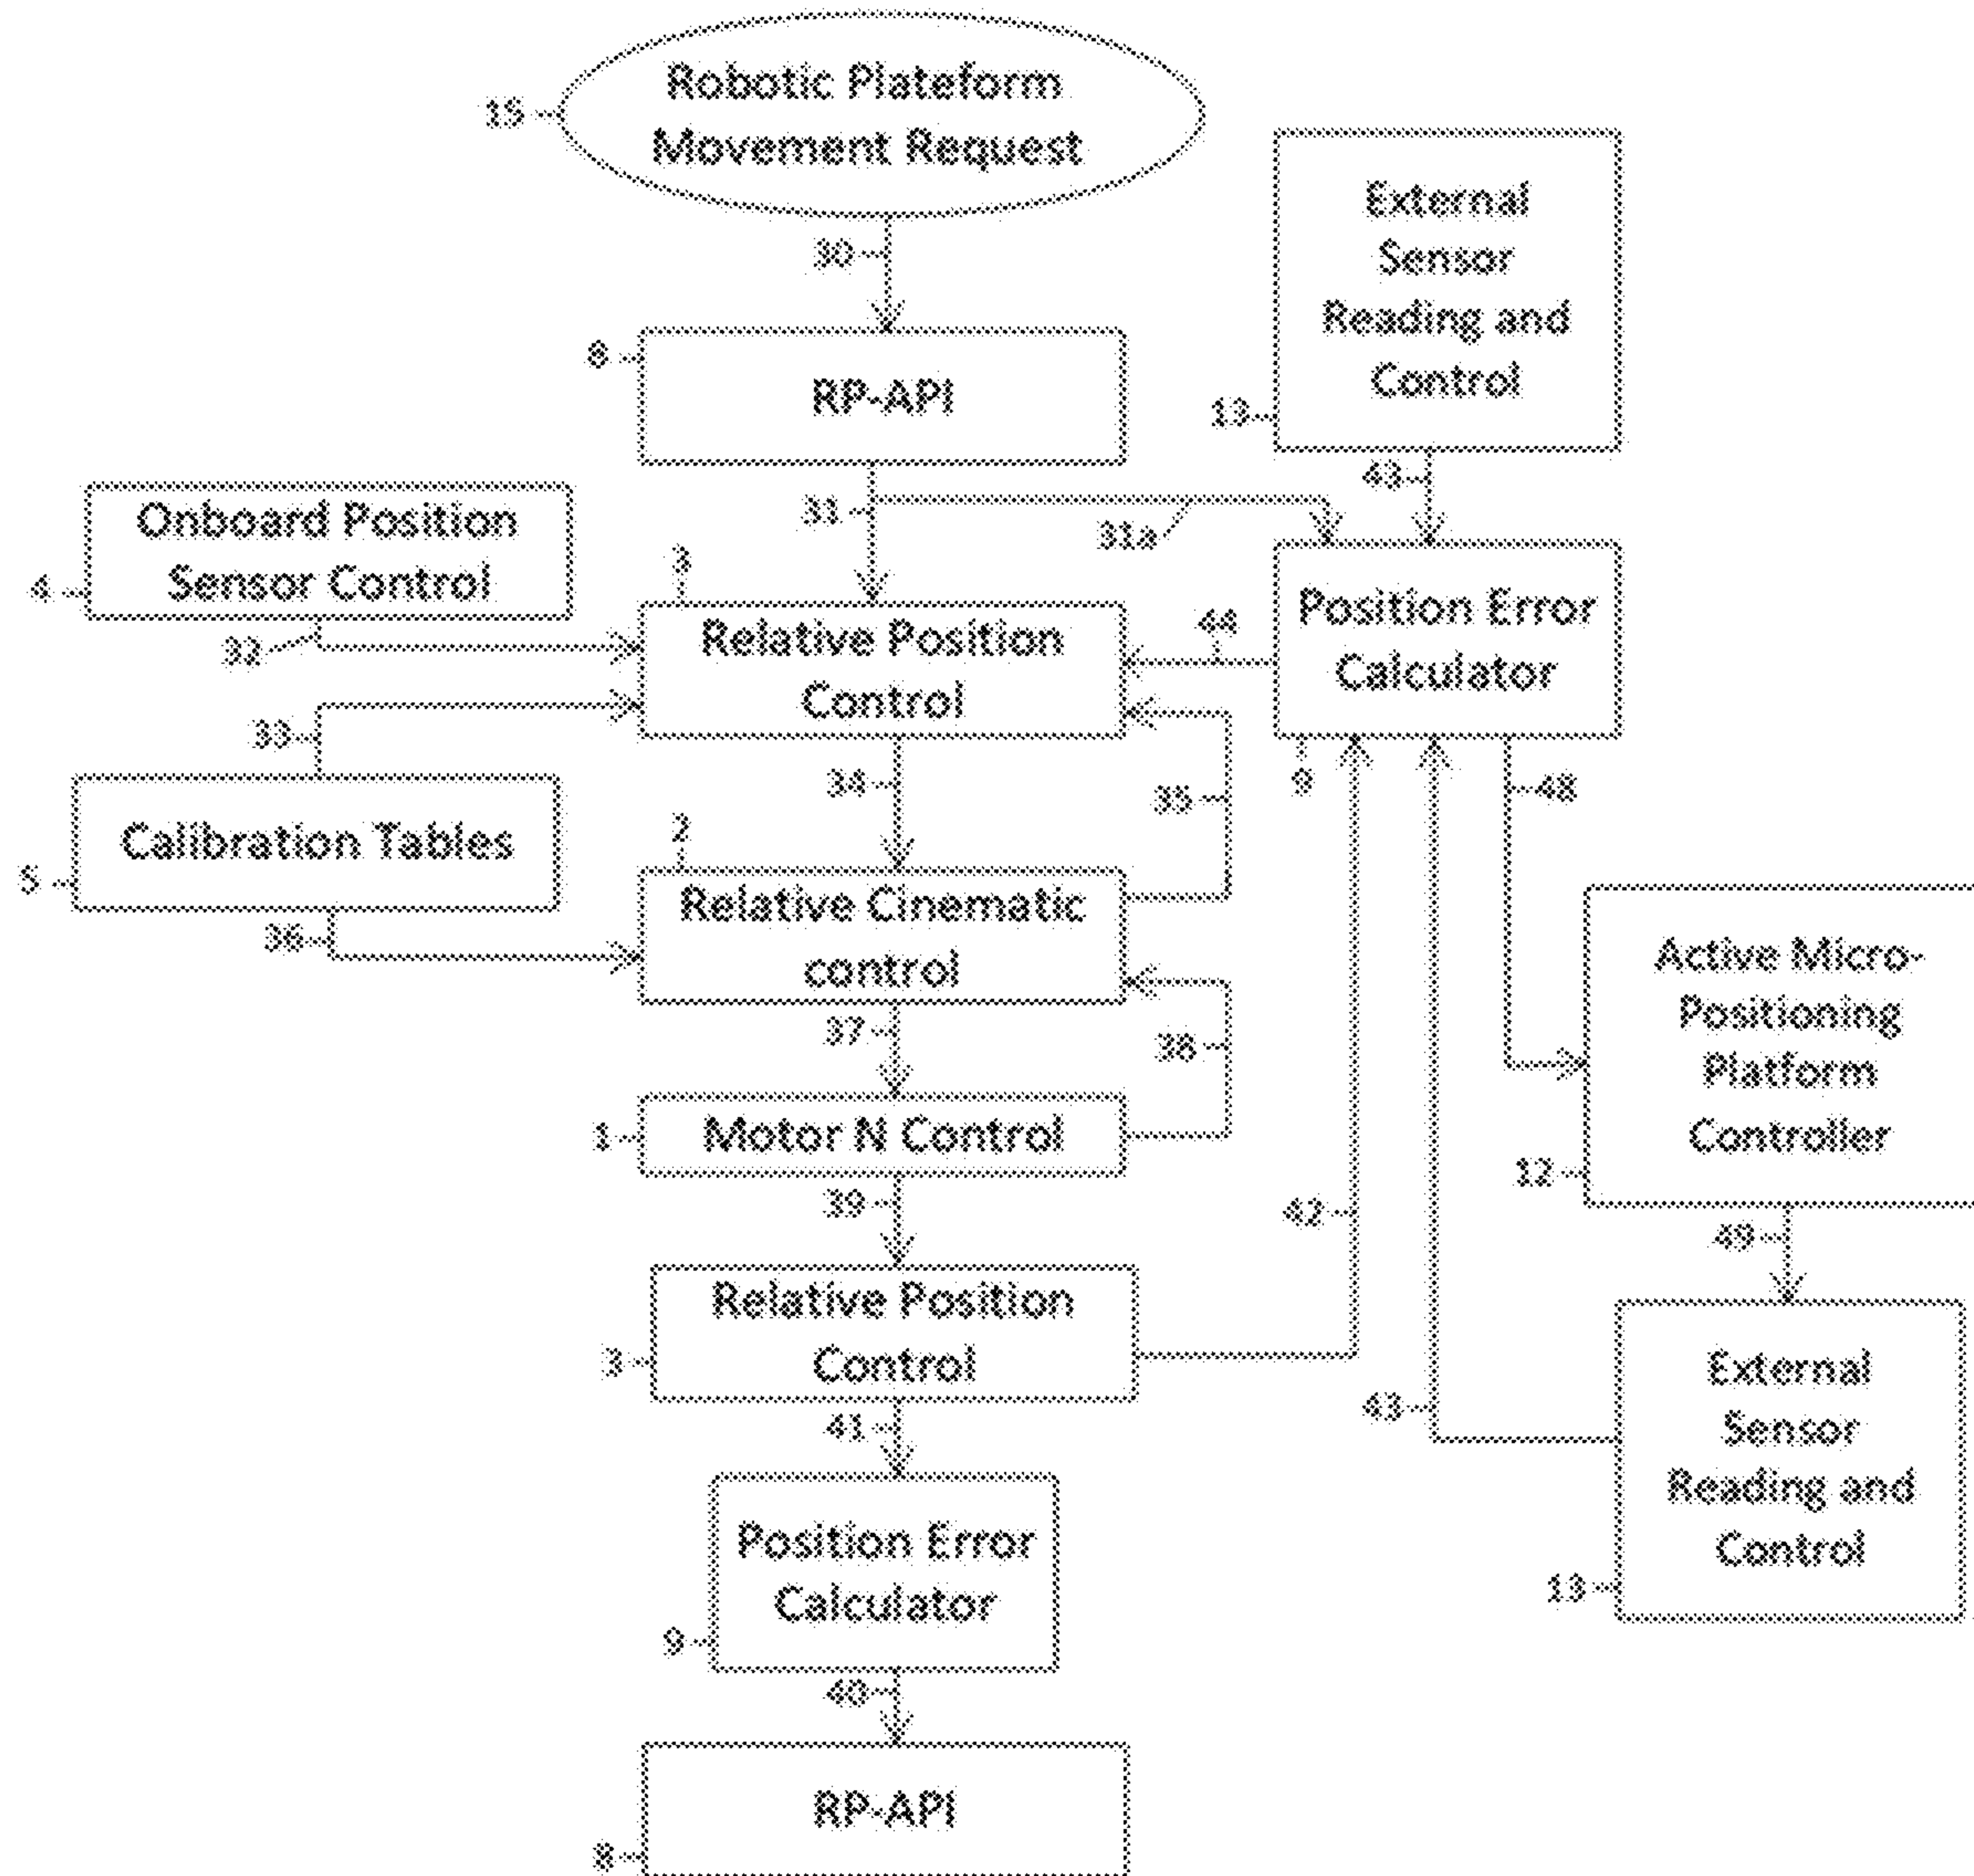 Robotic Plateform
Movement Request
15
30
External
Sensor
Reading and
Control
13
8
RP-API
43
31
31a
Onboard Position
Sensor Control
4
32
3
Relative Position
Control
44
Position Error
Calculator
9
33
34
35
48
Calibration Tables
5
36
2
Relative Cinematic
control
Active Micro-
Positioning
Platform
Controller
12
37
38
1
Motor N Control
39
42
49
Relative Position
Control
3
External
Sensor
Reading and
Control
13
41
43
Position Error
Calculator
9
40
RP-API
8